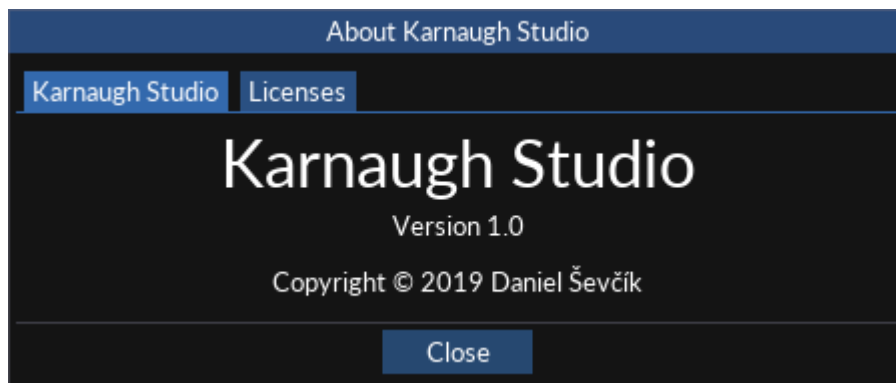 About Karnaugh Studio
Karnaugh Studio Licenses
Karnaugh Studio
Version 1.0
Copyright © 2019 Daniel Ševčík
Close